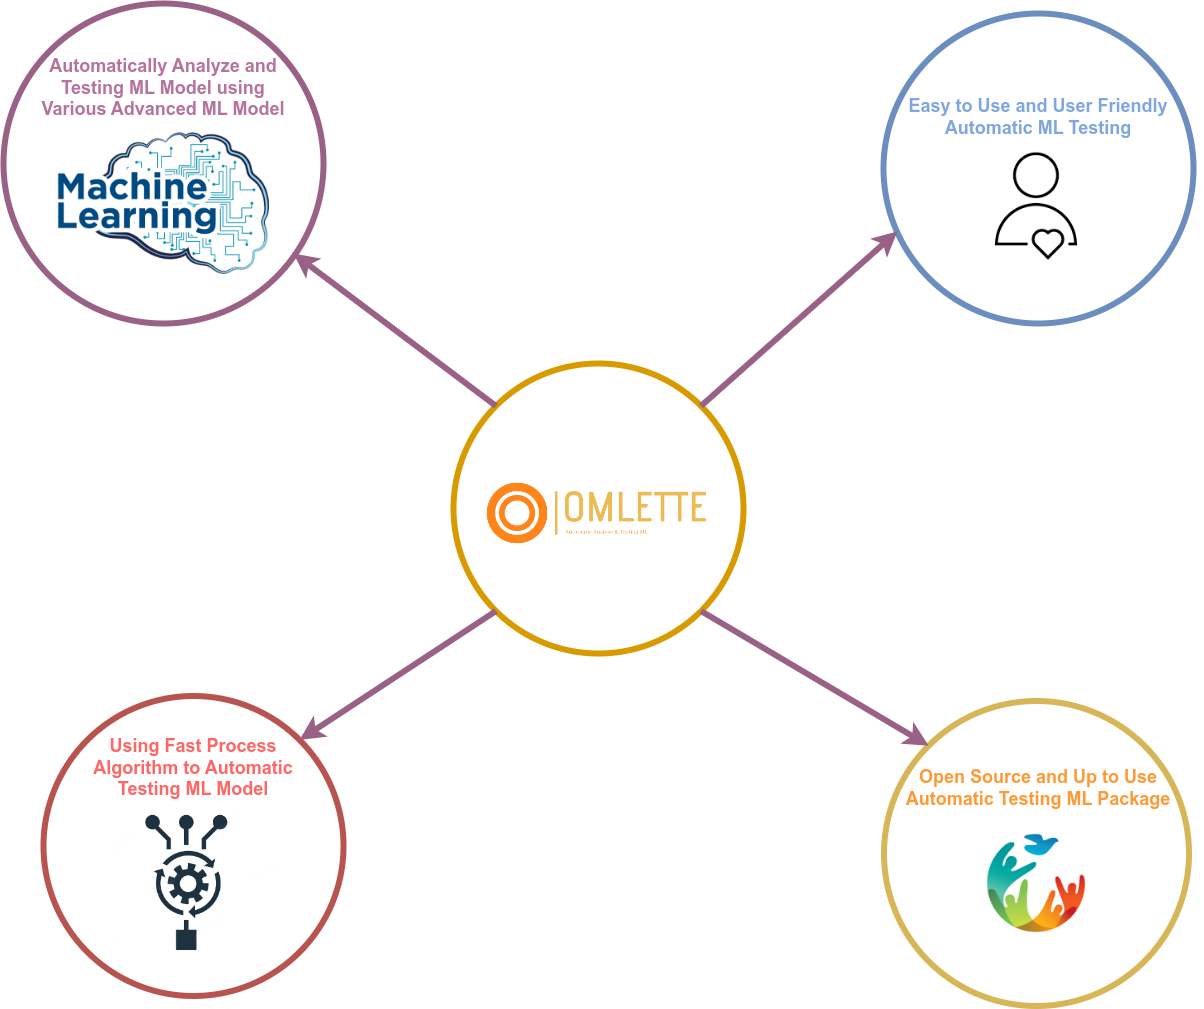 Automatically Analyze and
Testing ML Model using
Various Advanced ML Model
Machine
Learning
Easy to Use and User Friendly
Automatic ML Testing
OMLETTE
Automatic Analyze & Testing ML
Using Fast Process
Algorithm to Automatic
Testing ML Model
Open Source and Up to Use
Automatic Testing ML Package